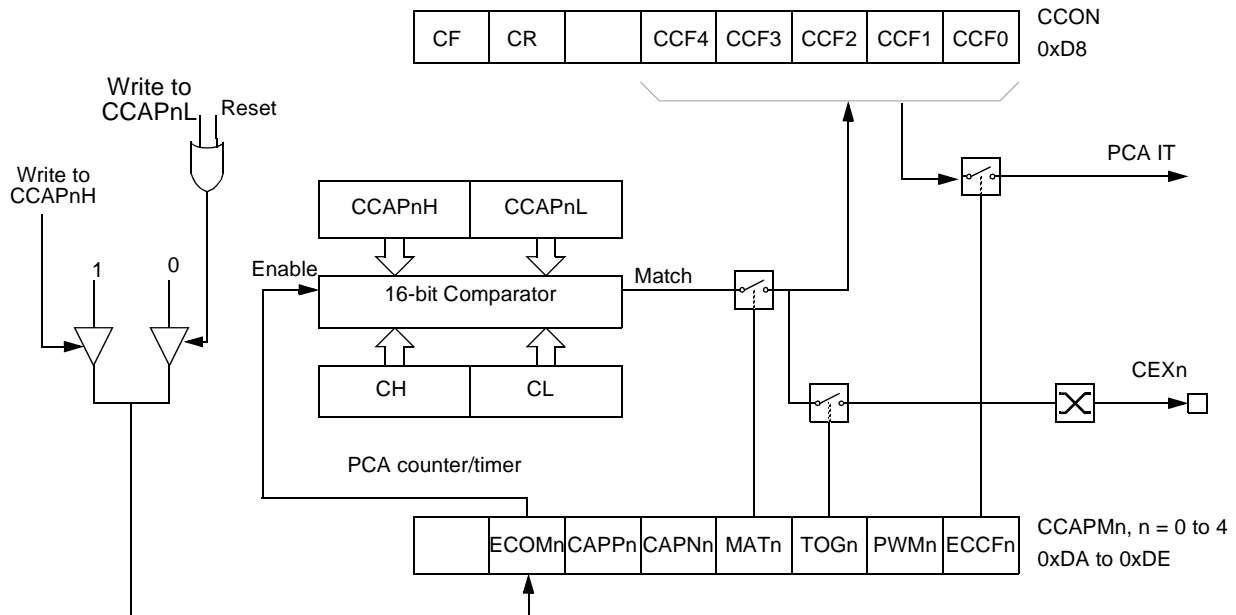 CF CR CCF4 CCF3 CCF2 CCF1 CCF0
CCON
0xD8
Write to
CCAPnL
Reset
PCA IT
Write to
CCAPnH
CCAPnH CCAPnL
1
0
Enable
16-bit Comparator
Match
CH CL
CEXn
PCA counter/timer
ECOMn CAPPn CAPNn MATn TOGn PWMn ECCFn
CCAPMn, n = 0 to 4
0xDA to 0xDE